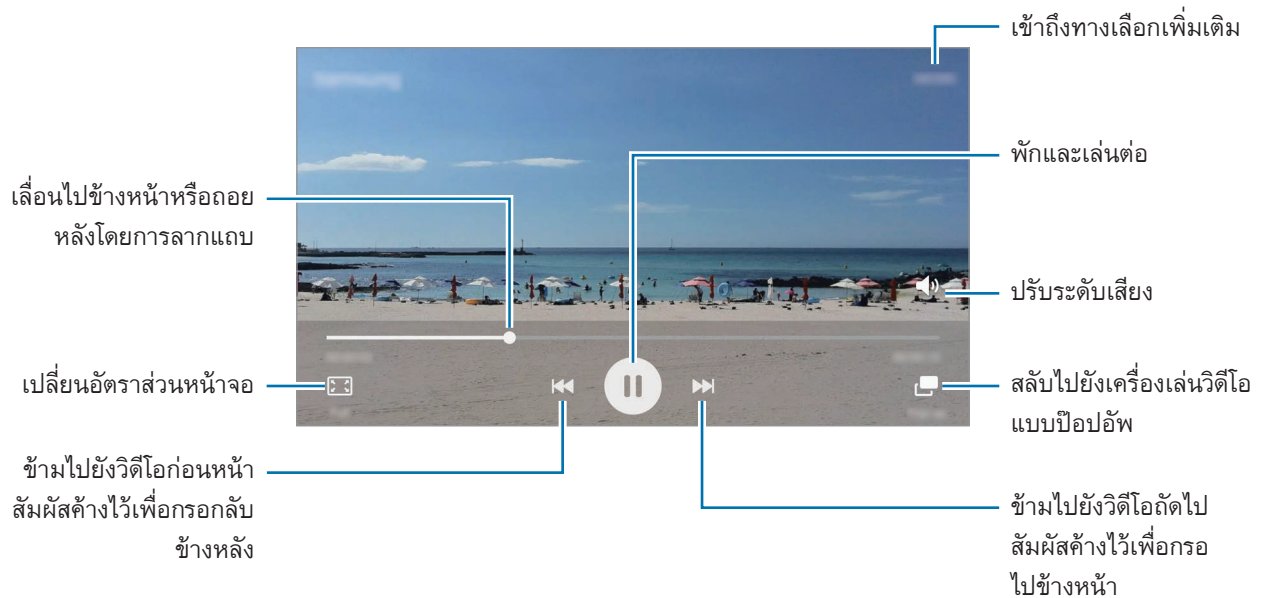 เข้าถึงทางเลือกเพิ่มเติม
พักและเล่นต่อ
เลื่อนไปข้างหน้าหรือถอย
หลังโดยการลากแถบ
ปรับระดับเสียง
เปลี่ยนอัตราส่วนหน้าจอ
สลับไปยังเครื่องเล่นวิดีโอ
แบบป๊อปอัพ
ข้ามไปยังวิดีโอก่อนหน้า
สัมผัสค้างไว้เพื่อกรอกลับ
ข้างหลัง
ข้ามไปยังวิดีโอถัดไป
สัมผัสค้างไว้เพื่อกรอ
ไปข้างหน้า